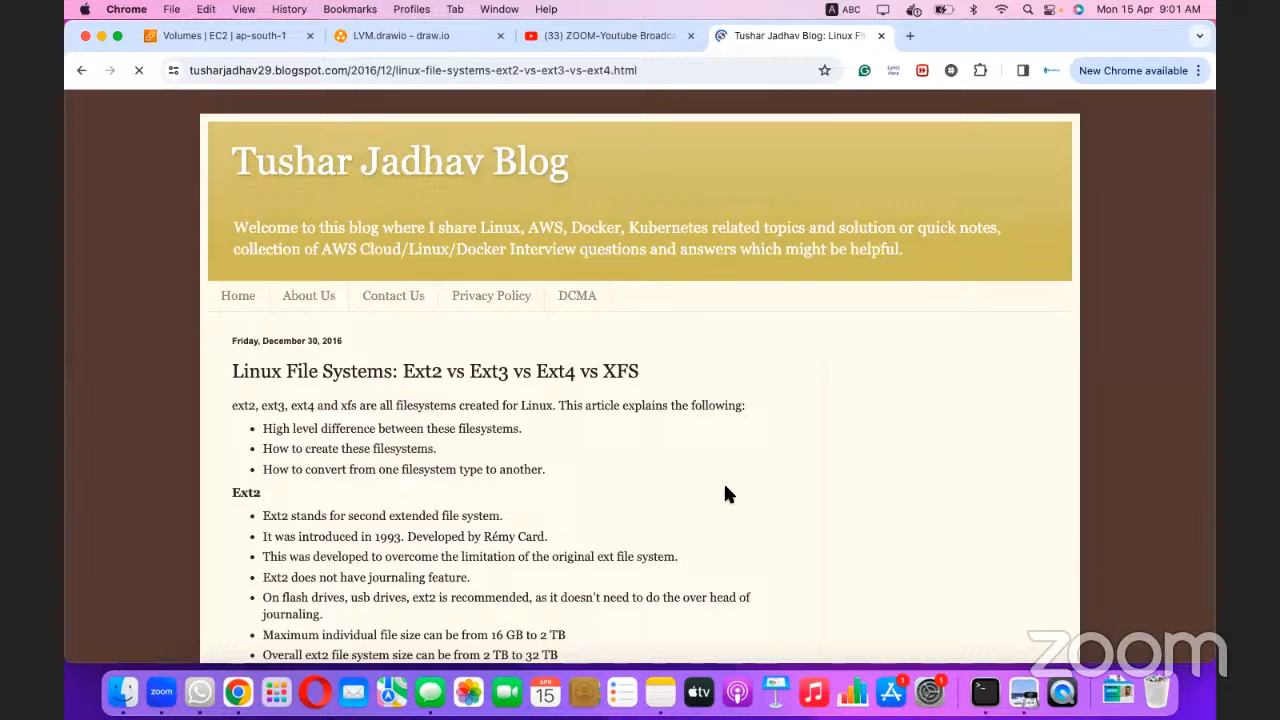 Chrome File Edit View History Bookmarks Profiles Tab Window Help A ABC Mon 15 Apr 9:01 AM
Volumes | EC2 | ap-south-1 LVM.drawio - draw.io (33) ZOOM-Youtube Broadca Tushar Jadhav Blog: Linux Fi
tusharjadhav29.blogspot.com/2016/12/linux-file-systems-ext2-vs-ext3-vs-ext4.html New Chrome available
Tushar Jadhav Blog
Welcome to this blog where I share Linux, AWS, Docker, Kubernetes related topics and solution or quick notes,
collection of AWS Cloud/Linux/Docker Interview questions and answers which might be helpful.
Home About Us Contact Us Privacy Policy DCMA
Friday, December 30, 2016
Linux File Systems: Ext2 vs Ext3 vs Ext4 vs XFS
ext2, ext3, ext4 and xfs are all filesystems created for Linux. This article explains the following:
• High level difference between these filesystems.
• How to create these filesystems.
• How to convert from one filesystem type to another.
Ext2
• Ext2 stands for second extended file system.
• It was introduced in 1993. Developed by Rémy Card.
• This was developed to overcome the limitation of the original ext file system.
• Ext2 does not have journaling feature.
• On flash drives, usb drives, ext2 is recommended, as it doesn't need to do the over head of
journaling.
• Maximum individual file size can be from 16 GB to 2 TB
• Overall ext2 file system size can be from 2 TB to 32 TB
zoom
zoom APR 15 tv 1 1